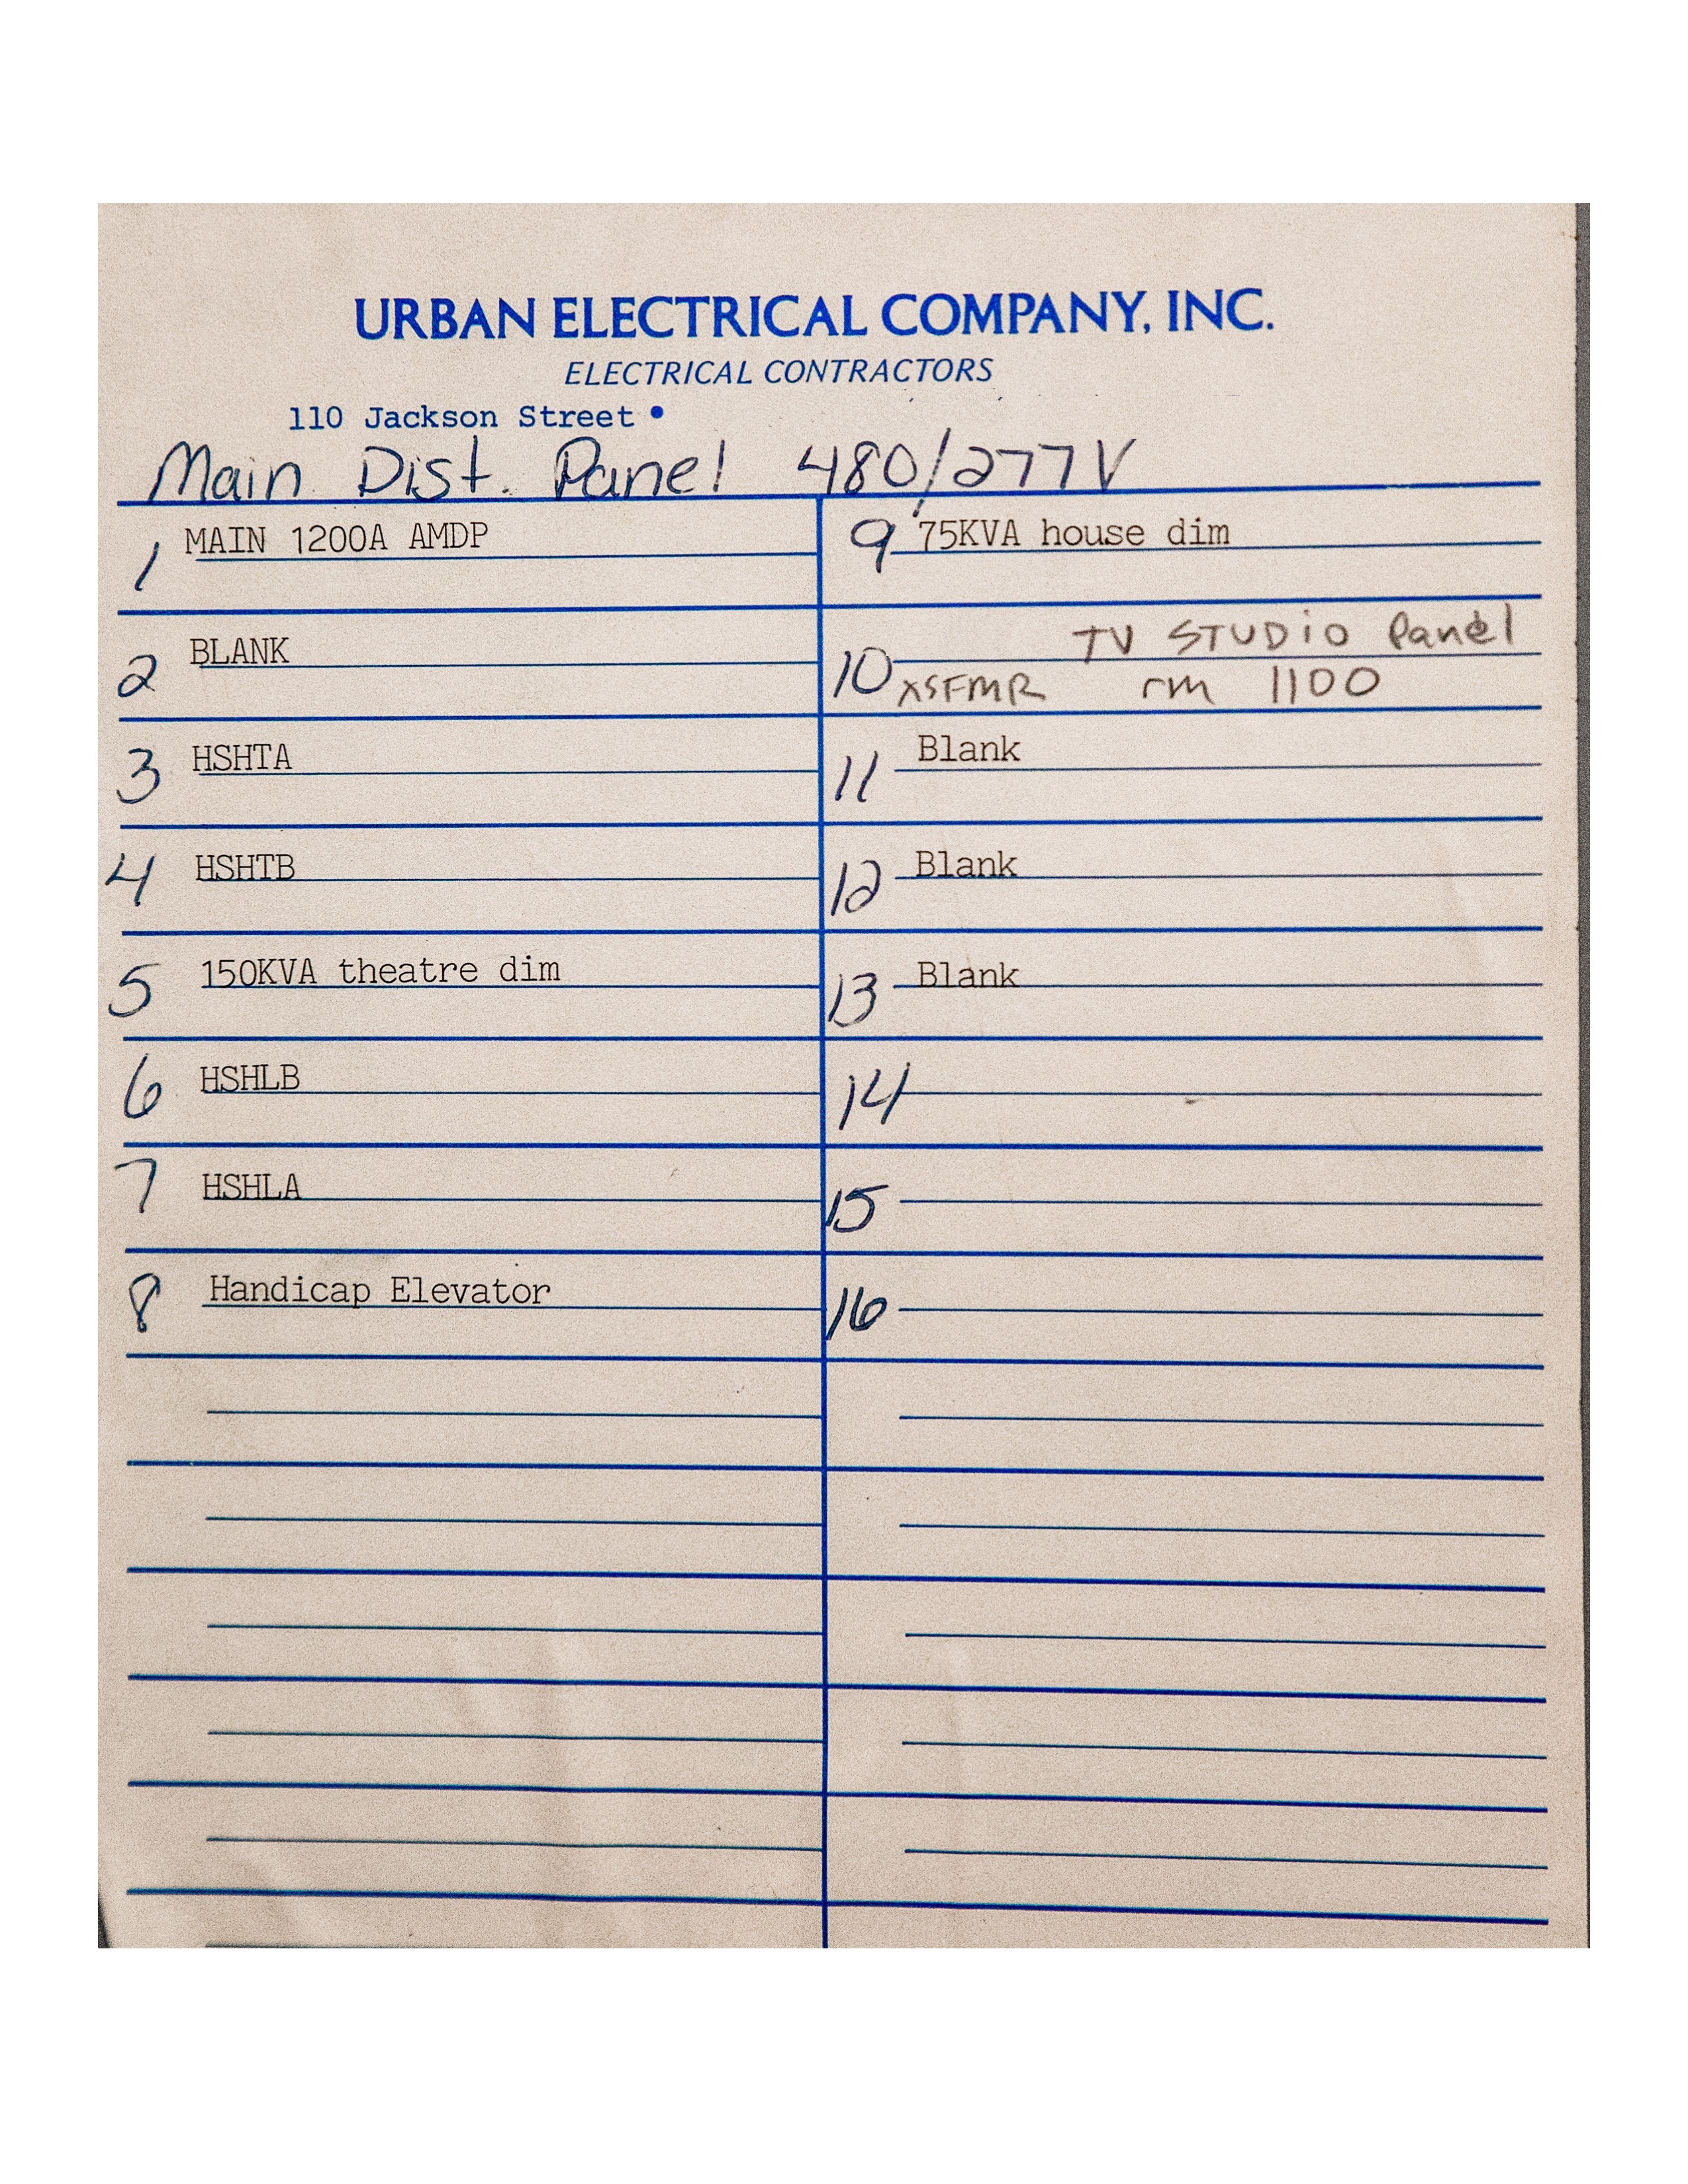 URBAN ELECTRICAL COMPANY, INC.
ELECTRICAL CONTRACTORS
110 Jackson Street •
Main Dist. Panel 480/277V
1 MAIN 1200A AMDP
2 BLANK
3 HSHTA
4 HSHTB
5 150KVA theatre dim
6 HSHLB
7 HSHLA
8 Handicap Elevator
9 75KVA house dim
10 TV STUDIO Panel
XSFMR rm 1100
11 Blank
12 Blank
13 Blank
14
15
16